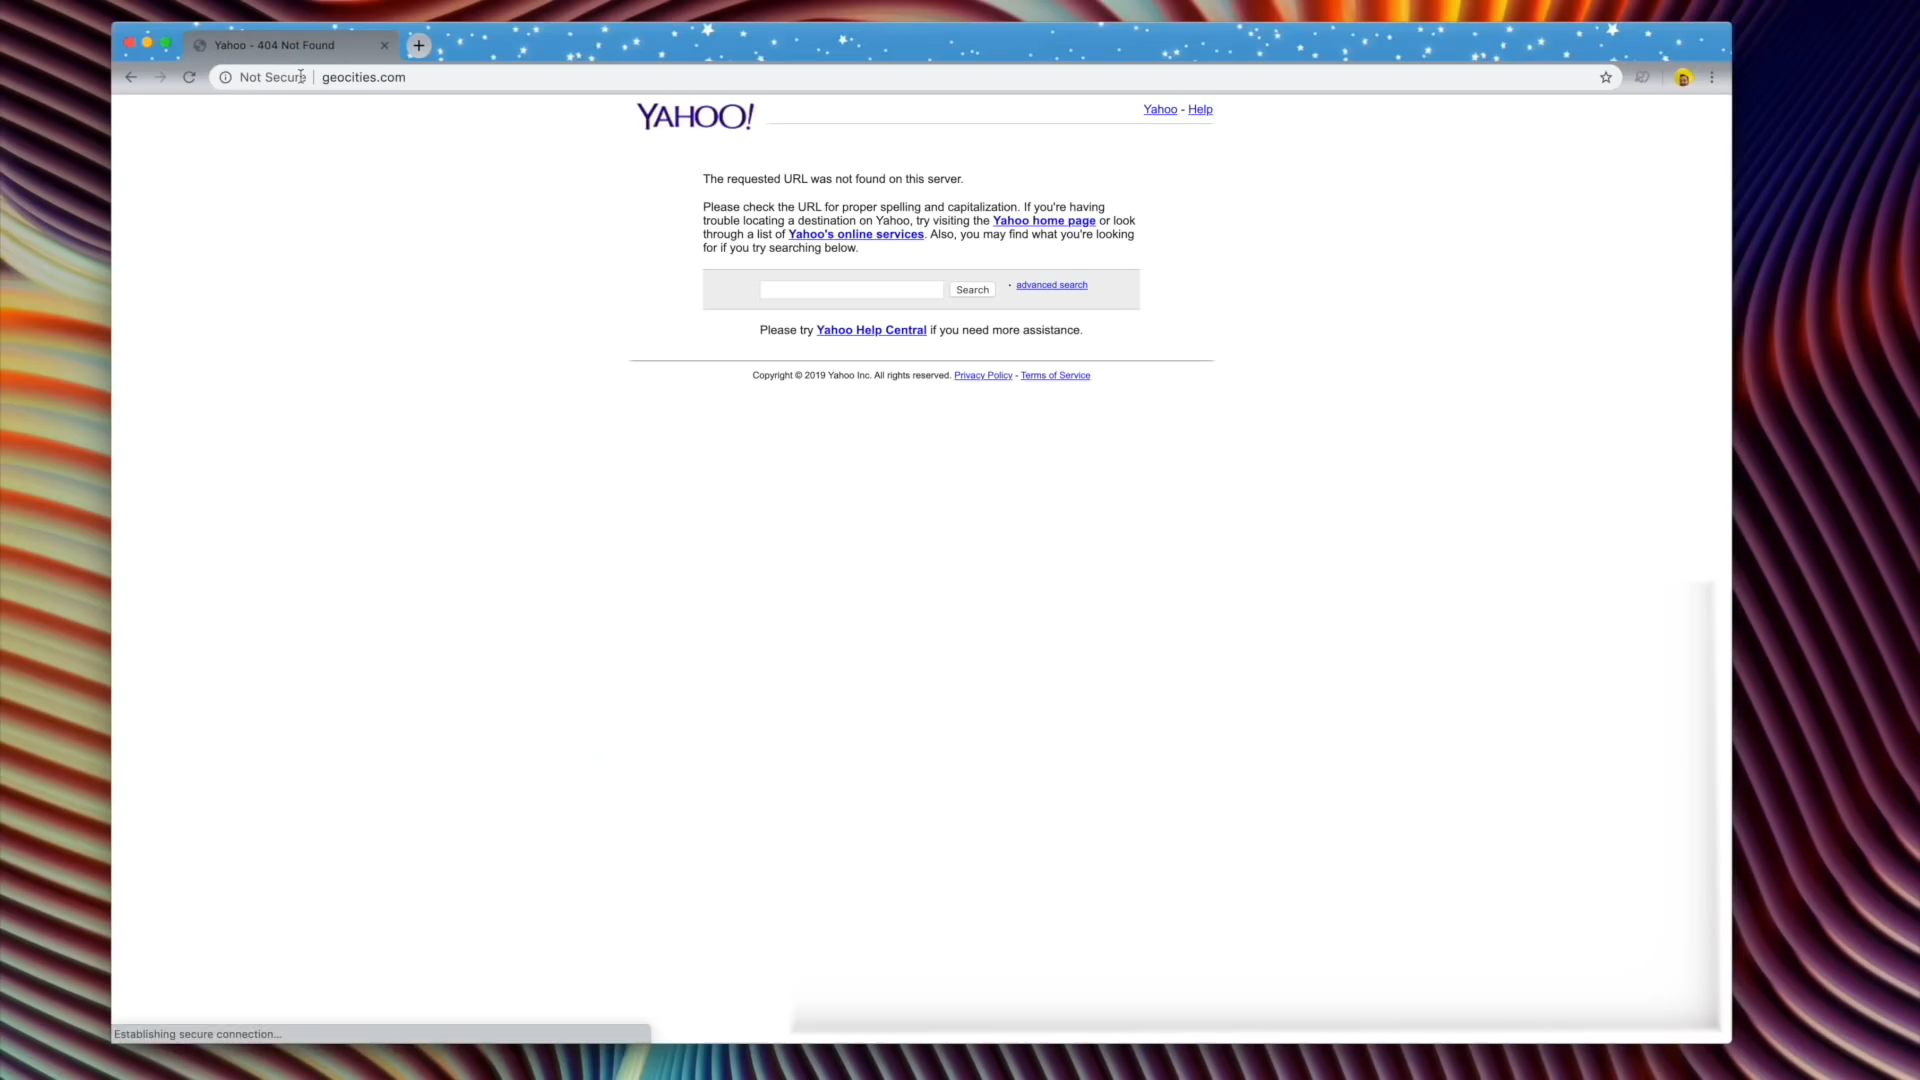 Yahoo - 404 Not Found
Not Secure | geocities.com
YAHOO!
Yahoo - Help
The requested URL was not found on this server.
Please check the URL for proper spelling and capitalization. If you're having
trouble locating a destination on Yahoo, try visiting the Yahoo home page or look
through a list of Yahoo's online services. Also, you may find what you're looking
for if you try searching below.
Search
· advanced search
Please try Yahoo Help Central if you need more assistance.
Copyright © 2019 Yahoo Inc. All rights reserved. Privacy Policy - Terms of Service
Establishing secure connection...